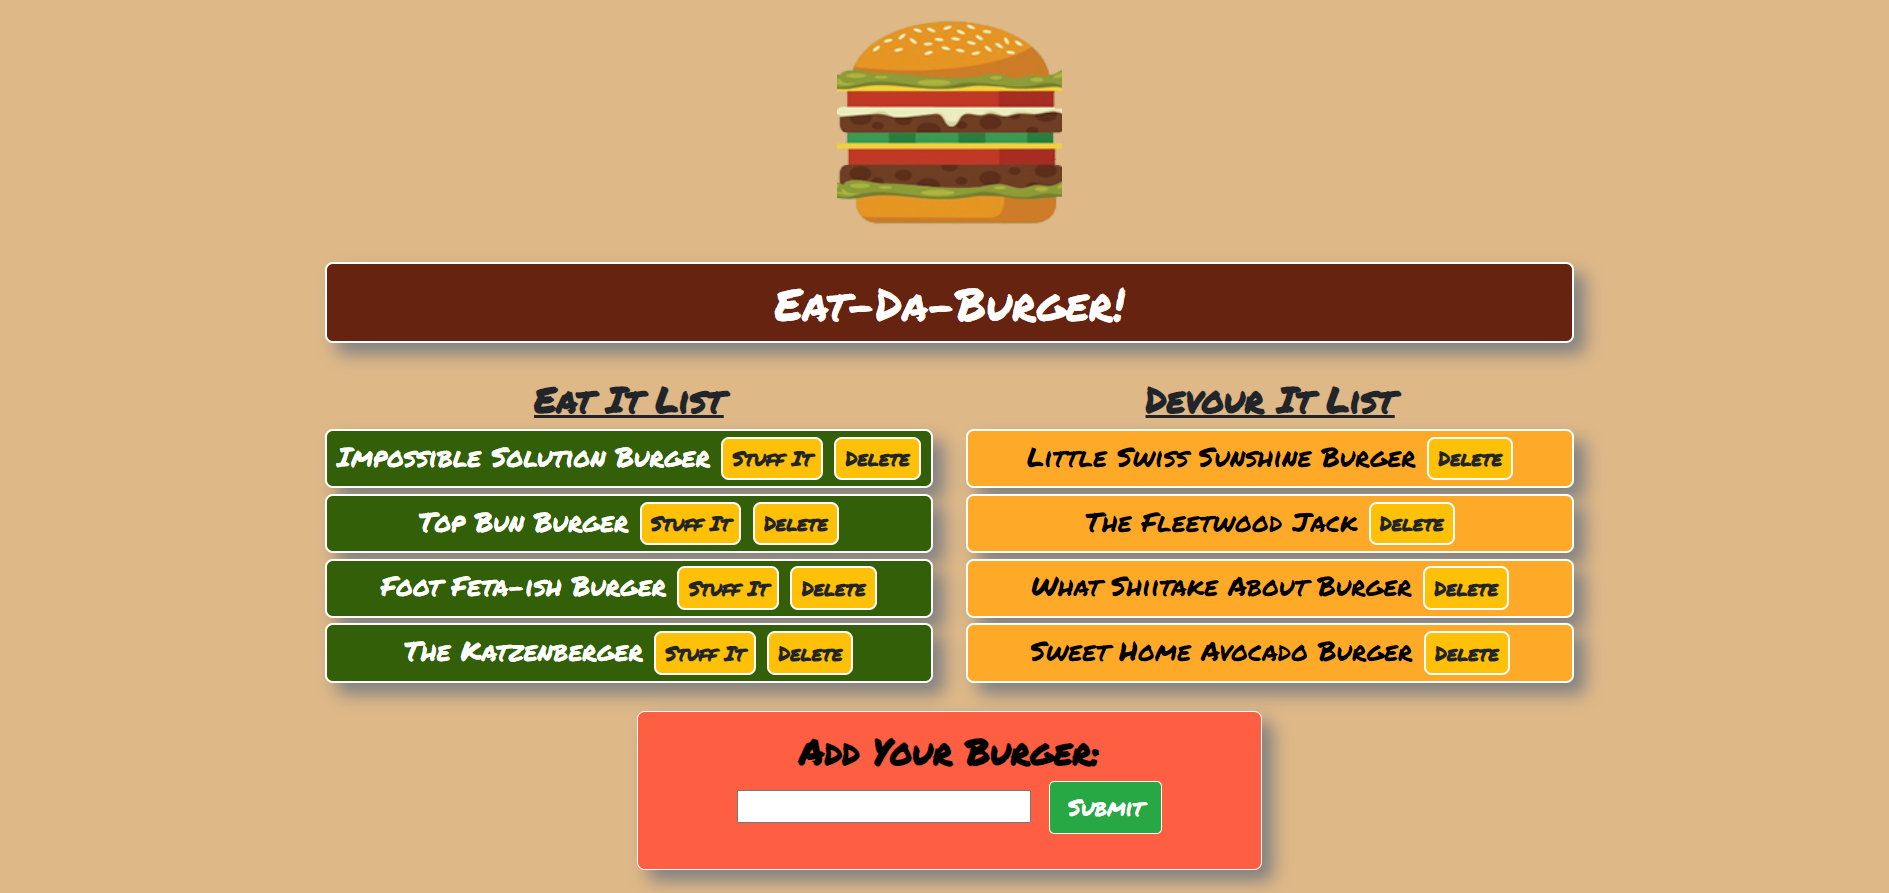 Eat-Da-Burger!
Eat It List
Impossible Solution Burger Stuff It Delete
Top Bun Burger Stuff It Delete
Foot Feta-ish Burger Stuff It Delete
The Katzenberger Stuff It Delete
Devour It List
Little Swiss Sunshine Burger Delete
The Fleetwood Jack Delete
What Shiitake About Burger Delete
Sweet Home Avocado Burger Delete
Add Your Burger:
Submit